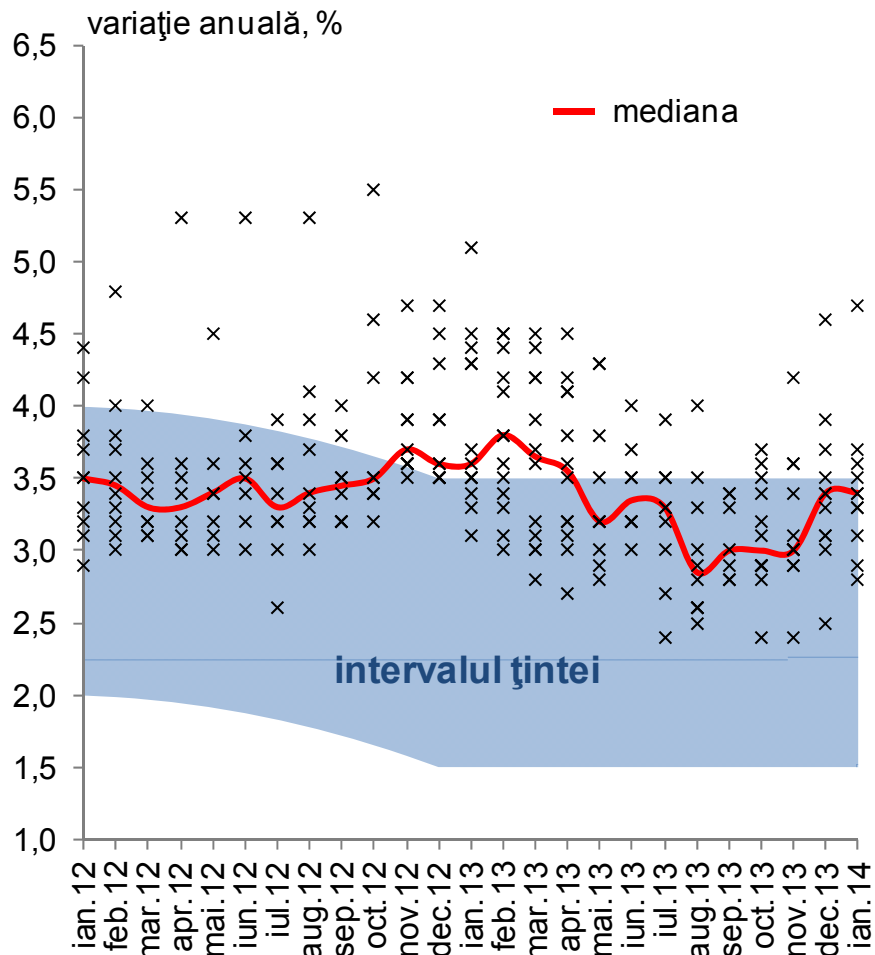 variaţie anuală, %
6,5
6,0
mediana
5,5
5,0
4,5
4,0
3,5
3,0
2,5
intervalul ţintei
2,0
1,5
1,0
ian. 12
feb. 12
mar. 12
apr. 12
mai. 12
iun. 12
iul. 12
aug. 12
sep. 12
oct. 12
nov. 12
dec. 12
ian. 13
feb. 13
mar. 13
apr. 13
mai. 13
iun. 13
iul. 13
aug. 13
sep. 13
oct. 13
nov. 13
dec. 13
ian. 14